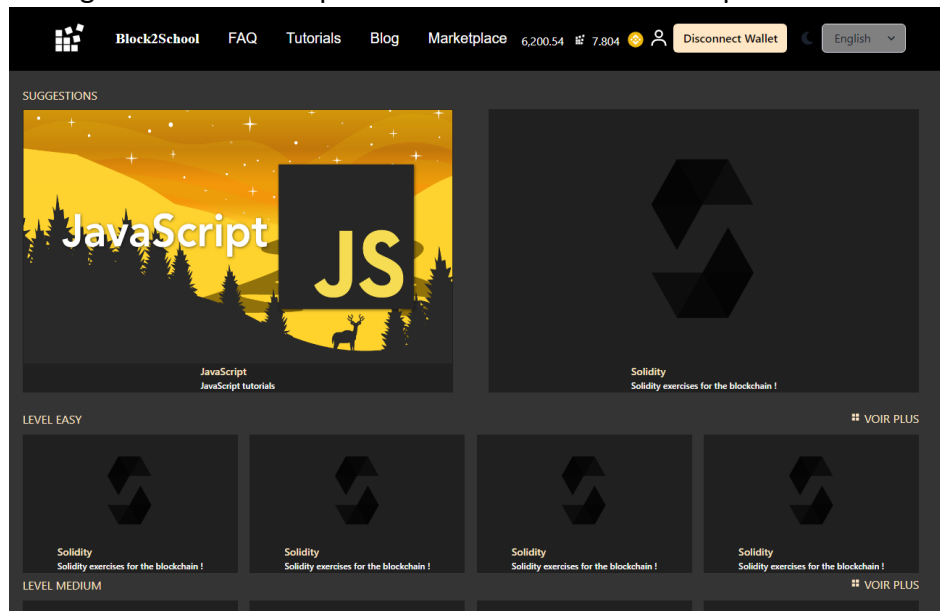 Block2School FAQ Tutorials Blog Marketplace 6,200.54 7.804 Disconnect Wallet English
SUGGESTIONS
JavaScript
JS
JavaScript
JavaScript tutorials
Solidity
Solidity exercises for the blockchain !
LEVEL EASY
VOIR PLUS
Solidity
Solidity exercises for the blockchain !
Solidity
Solidity exercises for the blockchain !
Solidity
Solidity exercises for the blockchain !
Solidity
Solidity exercises for the blockchain !
LEVEL MEDIUM
VOIR PLUS